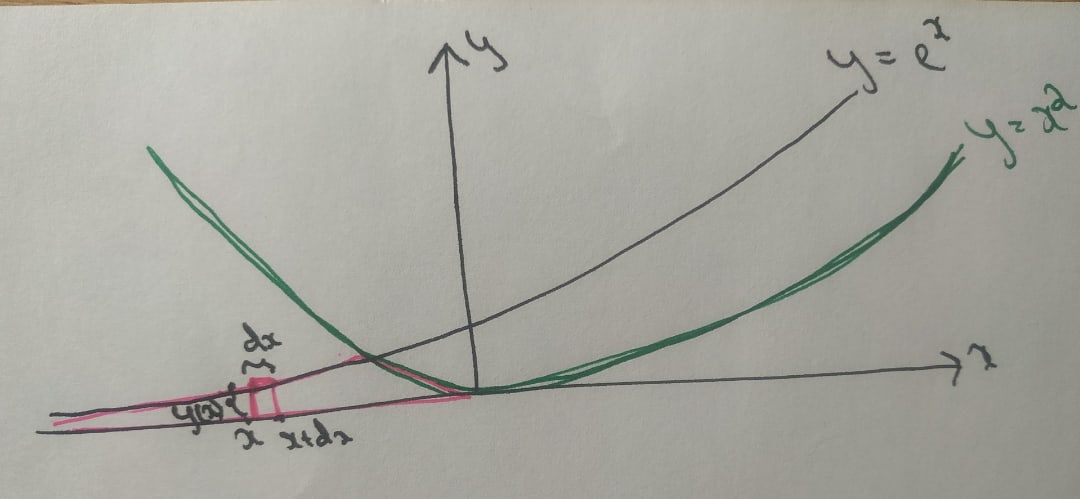 y
y = e^x
y = x^2
x
dx
y(x)
x
x+dx